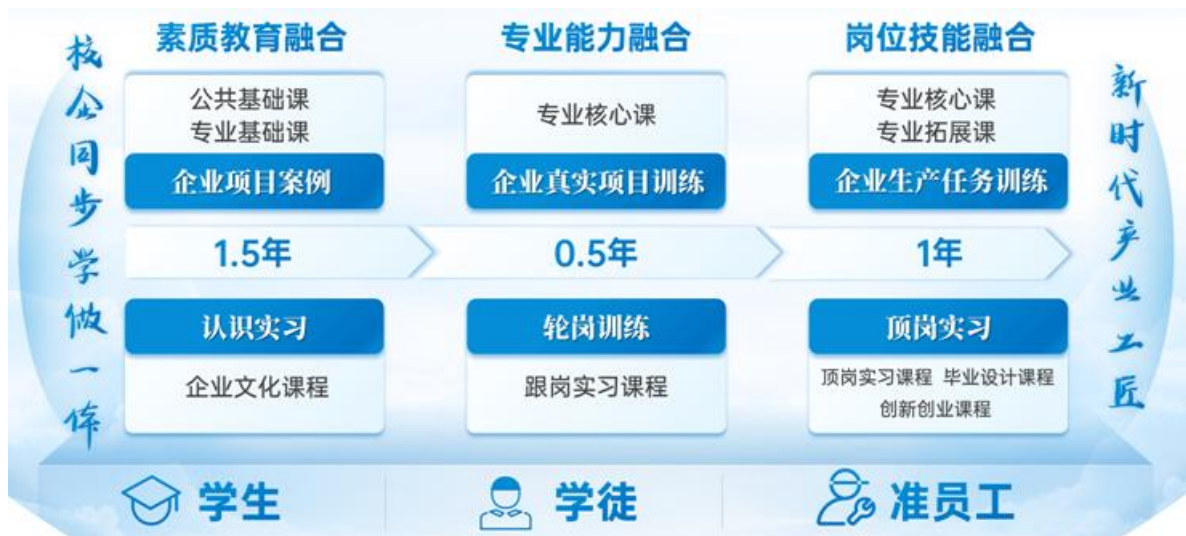 素质教育融合 专业能力融合 岗位技能融合
校企同步学做一体
公共基础课
专业基础课
企业项目案例
专业核心课
企业真实项目训练
专业核心课
专业拓展课
企业生产任务训练
新时代产业工匠
1.5年 0.5年 1年
认识实习
企业文化课程
轮岗训练
跟岗实习课程
顶岗实习
顶岗实习课程 毕业设计课程
创新创业课程
学生 学徒 准员工